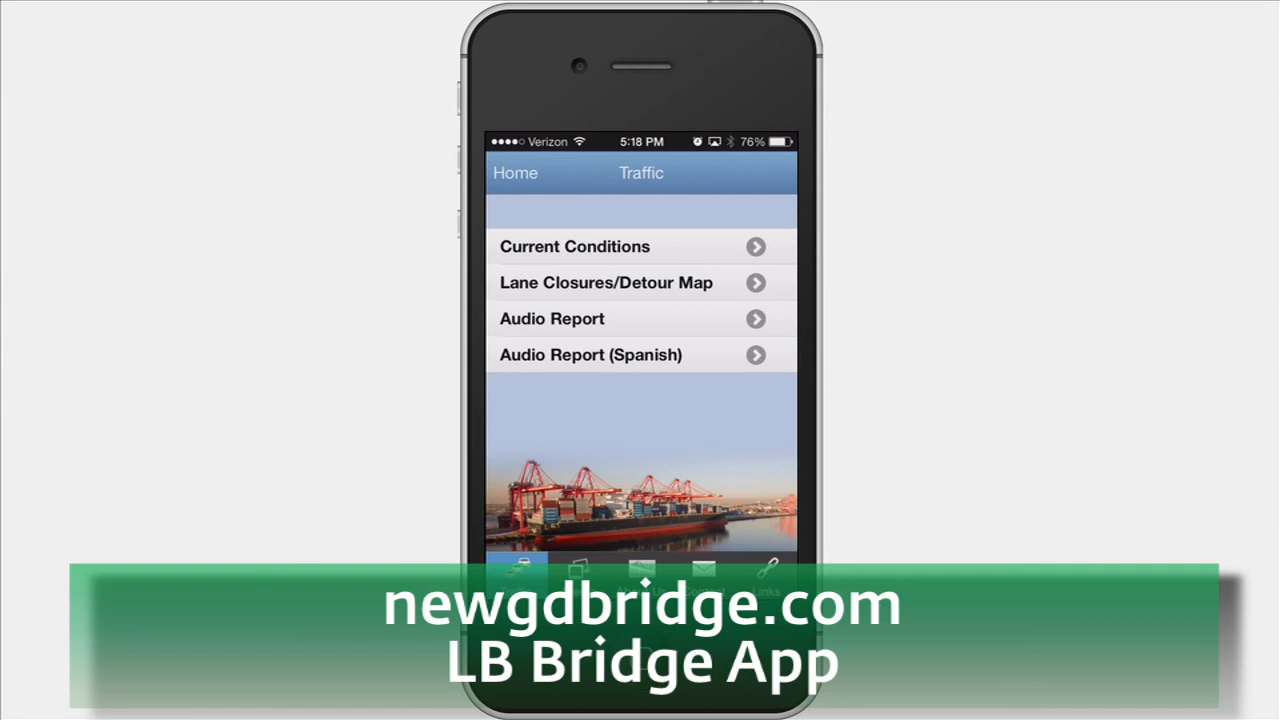 Verizon 5:18 PM 76%
Home Traffic
Current Conditions
Lane Closures/Detour Map
Audio Report
Audio Report (Spanish)
Links
newgdbridge.com
LB Bridge App